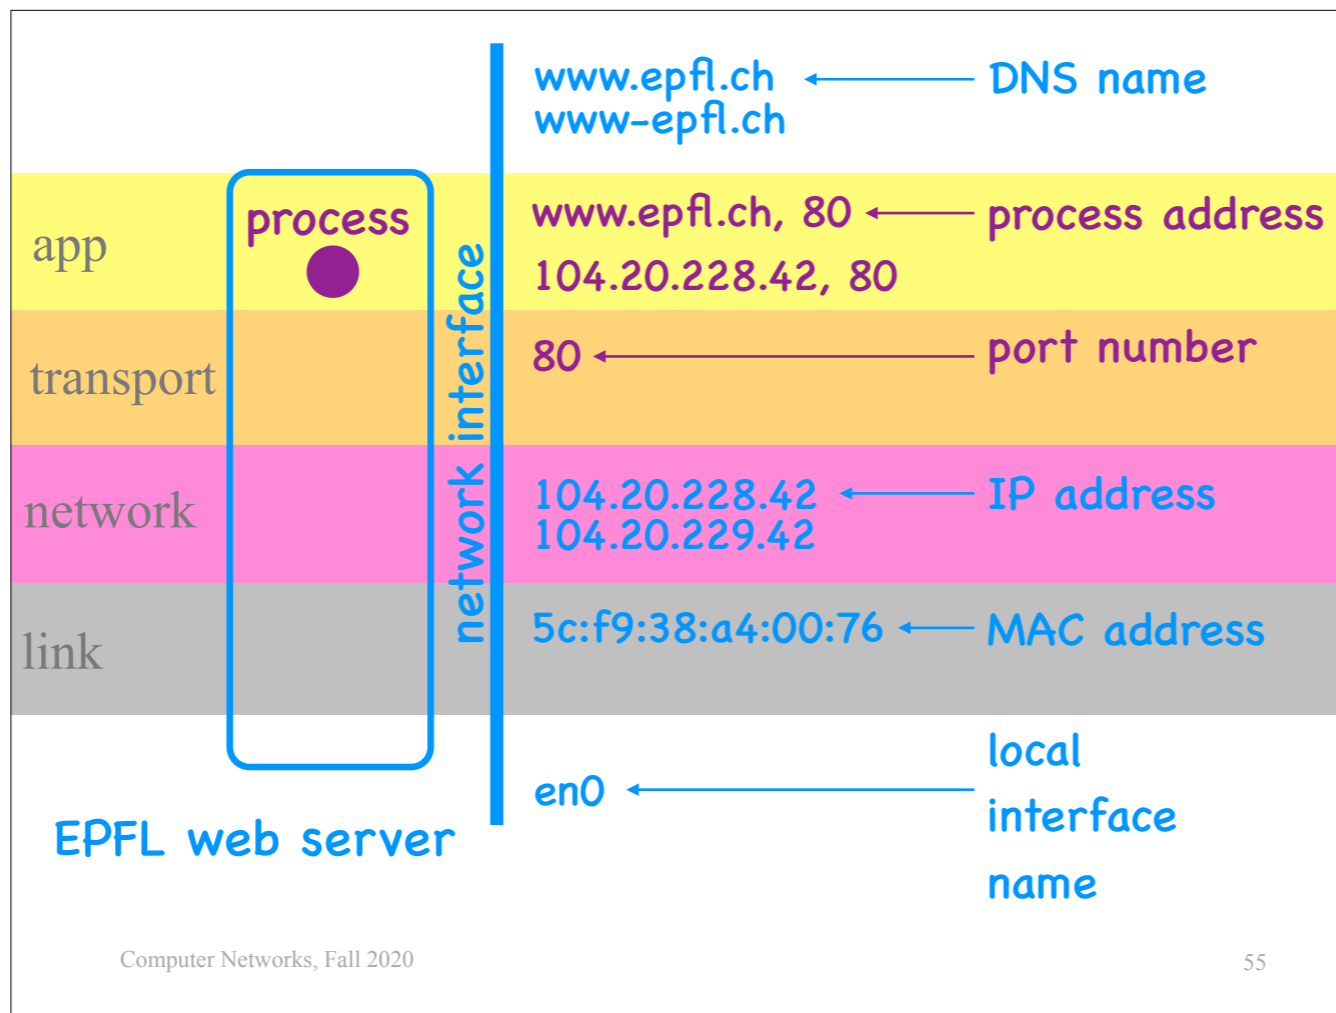 www.epfl.ch
DNS name
www-epfl.ch
app
process
network interface
www.epfl.ch, 80
process address
104.20.228.42, 80
transport
80
port number
network
104.20.228.42
IP address
104.20.229.42
link
5c:f9:38:a4:00:76
MAC address
en0
local
interface
name
EPFL web server
Computer Networks, Fall 2020
55